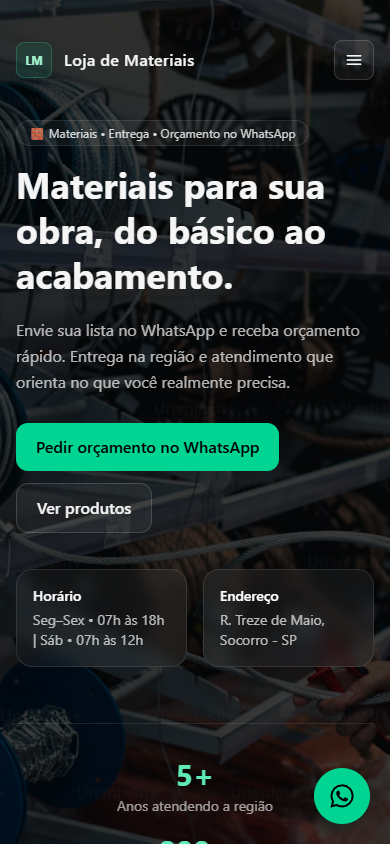 LM
Loja de Materiais
🧱 Materiais • Entrega • Orçamento no WhatsApp
Materiais para sua
obra, do básico ao
acabamento.
Envie sua lista no WhatsApp e receba orçamento
rápido. Entrega na região e atendimento que
orienta no que você realmente precisa.
Pedir orçamento no WhatsApp
Ver produtos
Horário
Seg–Sex • 07h às 18h
| Sáb • 07h às 12h
Endereço
R. Treze de Maio,
Socorro - SP
5+
Anos atendendo a região